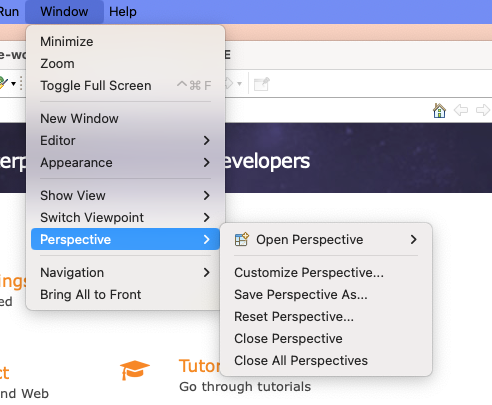 Run Window Help
Minimize
Zoom
Toggle Full Screen ^⌘F
New Window
Editor
Appearance
Show View
Switch Viewpoint
Perspective
Navigation
Bring All to Front
Open Perspective
Customize Perspective...
Save Perspective As...
Reset Perspective...
Close Perspective
Close All Perspectives
e-wo
E
erp
evelopers
ings
ed
ct
nd Web
Tutor
Go through tutorials